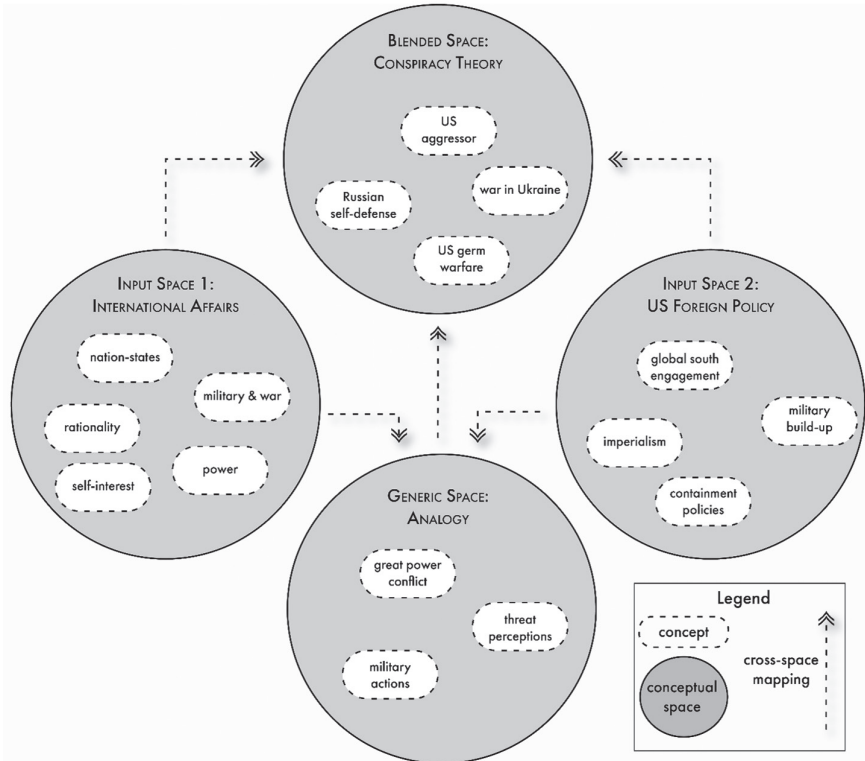 Blended Space:
Conspiracy Theory
US
aggressor
war in Ukraine
Russian
self-defense
US germ
warfare
Input Space 1:
International Affairs
nation-states
military & war
rationality
power
self-interest
Input Space 2:
US Foreign Policy
global south
engagement
military
build-up
imperialism
containment
policies
Generic Space:
Analogy
great power
conflict
threat
perceptions
military
actions
Legend
concept
cross-space
mapping
conceptual
space